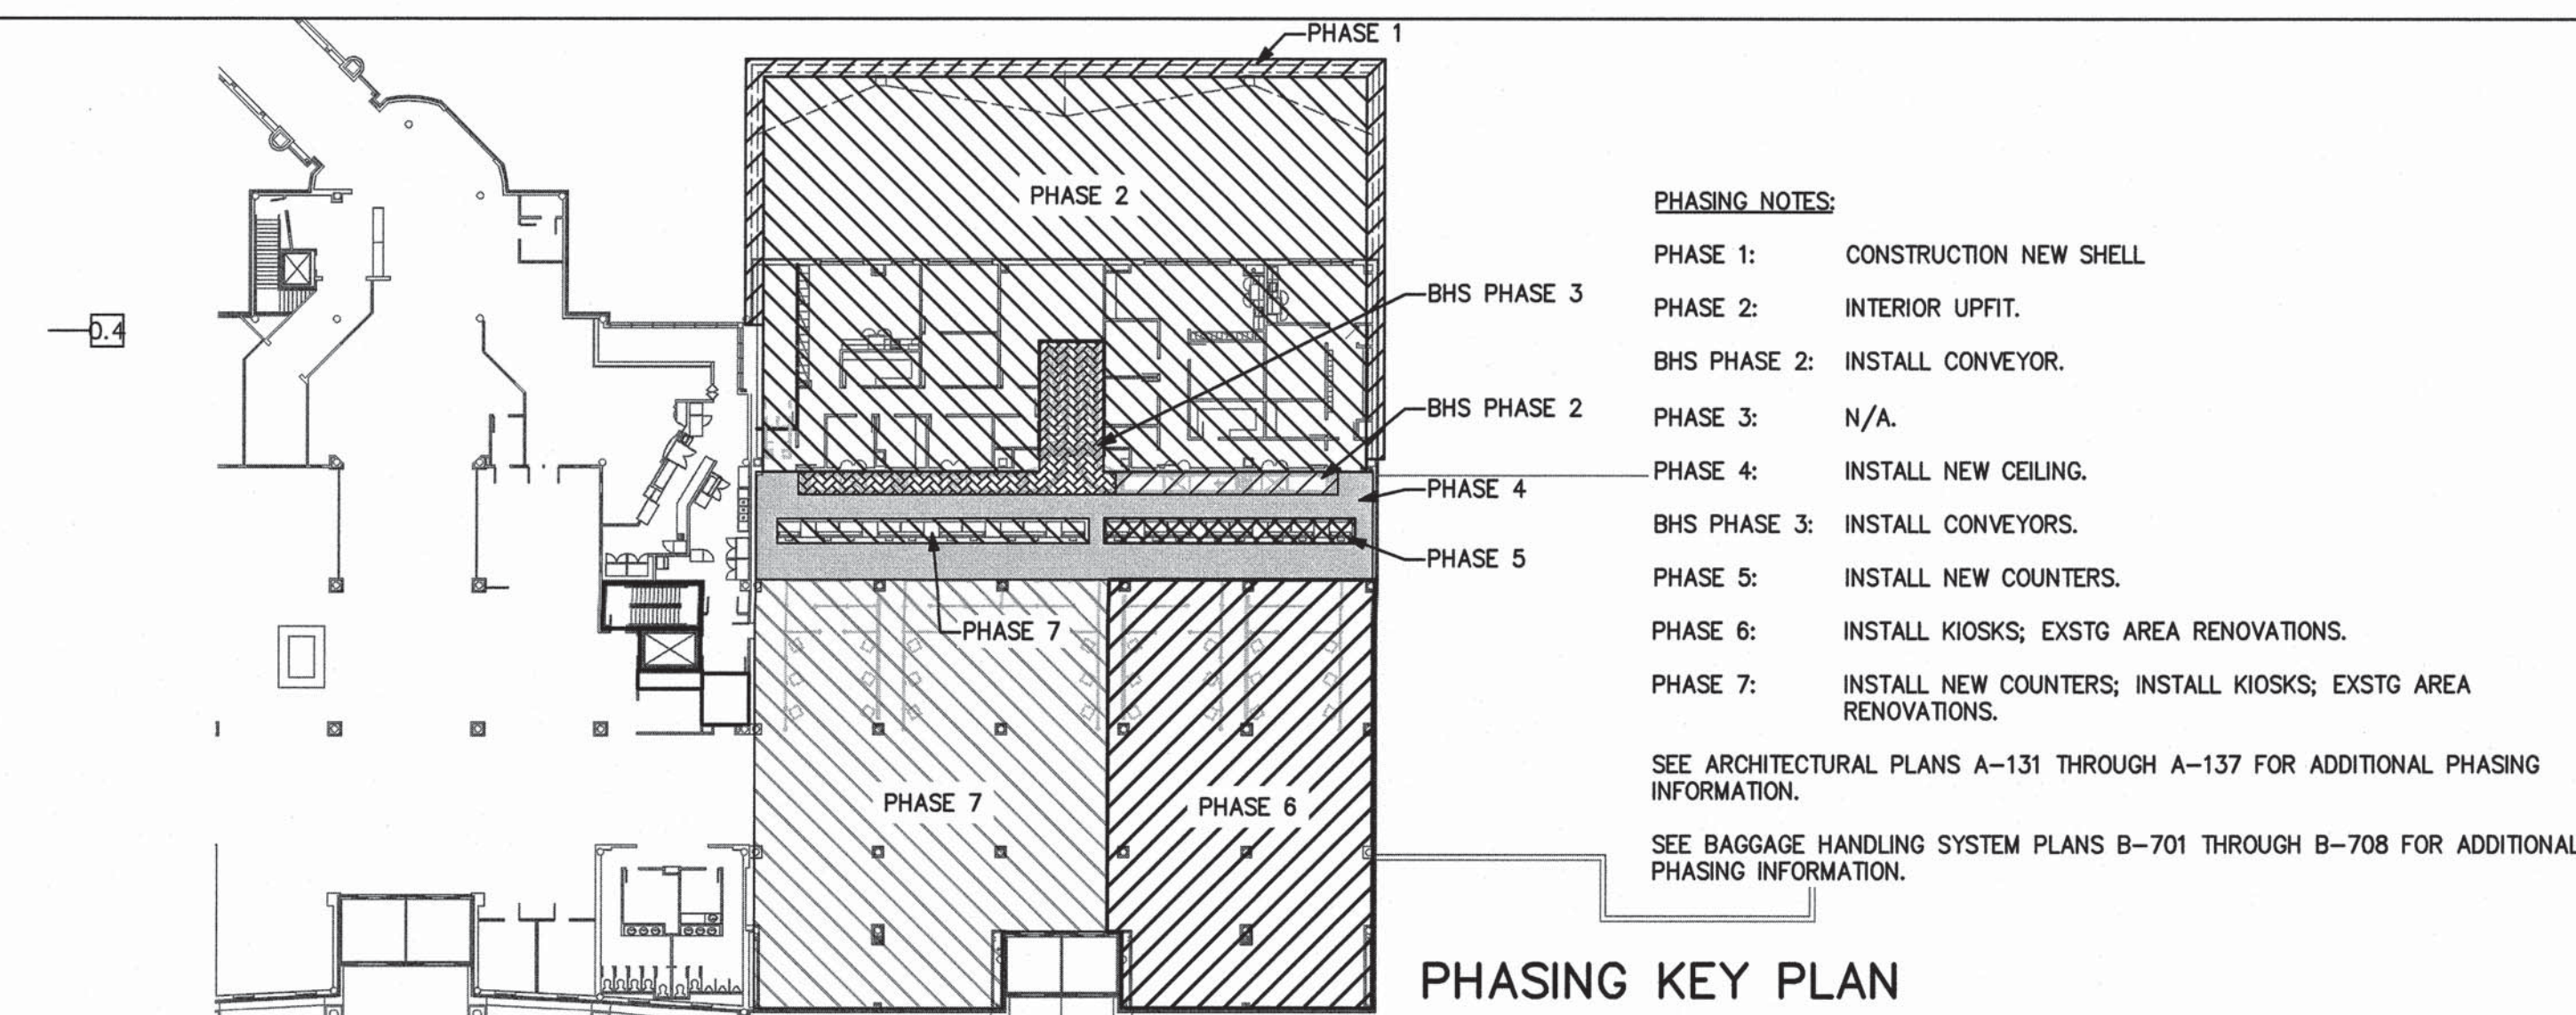 PHASE 1
PHASE 2
BHS PHASE 3
0.4
BHS PHASE 2
PHASE 4
PHASE 5
PHASE 7
PHASE 7
PHASE 6
PHASING NOTES:
PHASE 1: CONSTRUCTION NEW SHELL
PHASE 2: INTERIOR UPFIT.
BHS PHASE 2: INSTALL CONVEYOR.
PHASE 3: N/A.
PHASE 4: INSTALL NEW CEILING.
BHS PHASE 3: INSTALL CONVEYORS.
PHASE 5: INSTALL NEW COUNTERS.
PHASE 6: INSTALL KIOSKS; EXSTG AREA RENOVATIONS.
PHASE 7: INSTALL NEW COUNTERS; INSTALL KIOSKS; EXSTG AREA
RENOVATIONS.
SEE ARCHITECTURAL PLANS A-131 THROUGH A-137 FOR ADDITIONAL PHASING
INFORMATION.
SEE BAGGAGE HANDLING SYSTEM PLANS B-701 THROUGH B-708 FOR ADDITIONAL
PHASING INFORMATION.
PHASING KEY PLAN